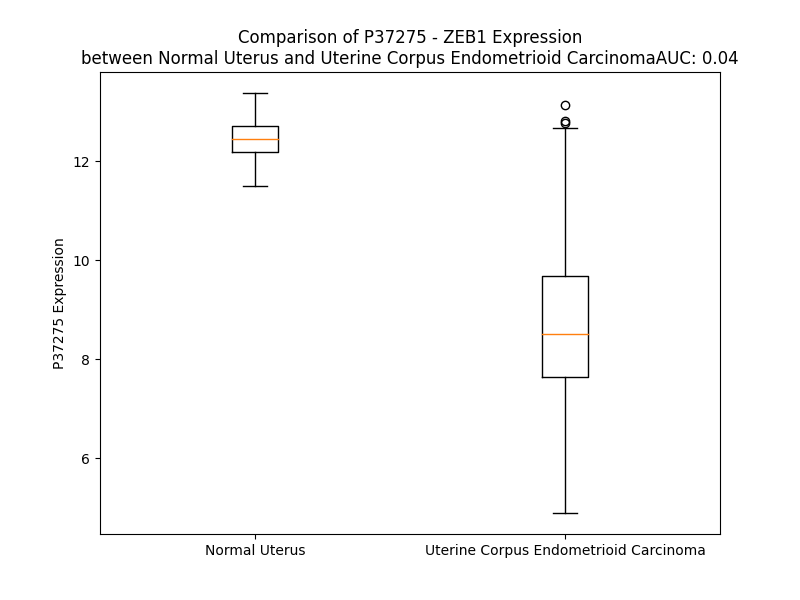 Comparison of P37275 - ZEB1 Expression
between Normal Uterus and Uterine Corpus Endometrioid CarcinomaAUC: 0.04
P37275 Expression
12
10
8
6
Normal Uterus
Uterine Corpus Endometrioid Carcinoma